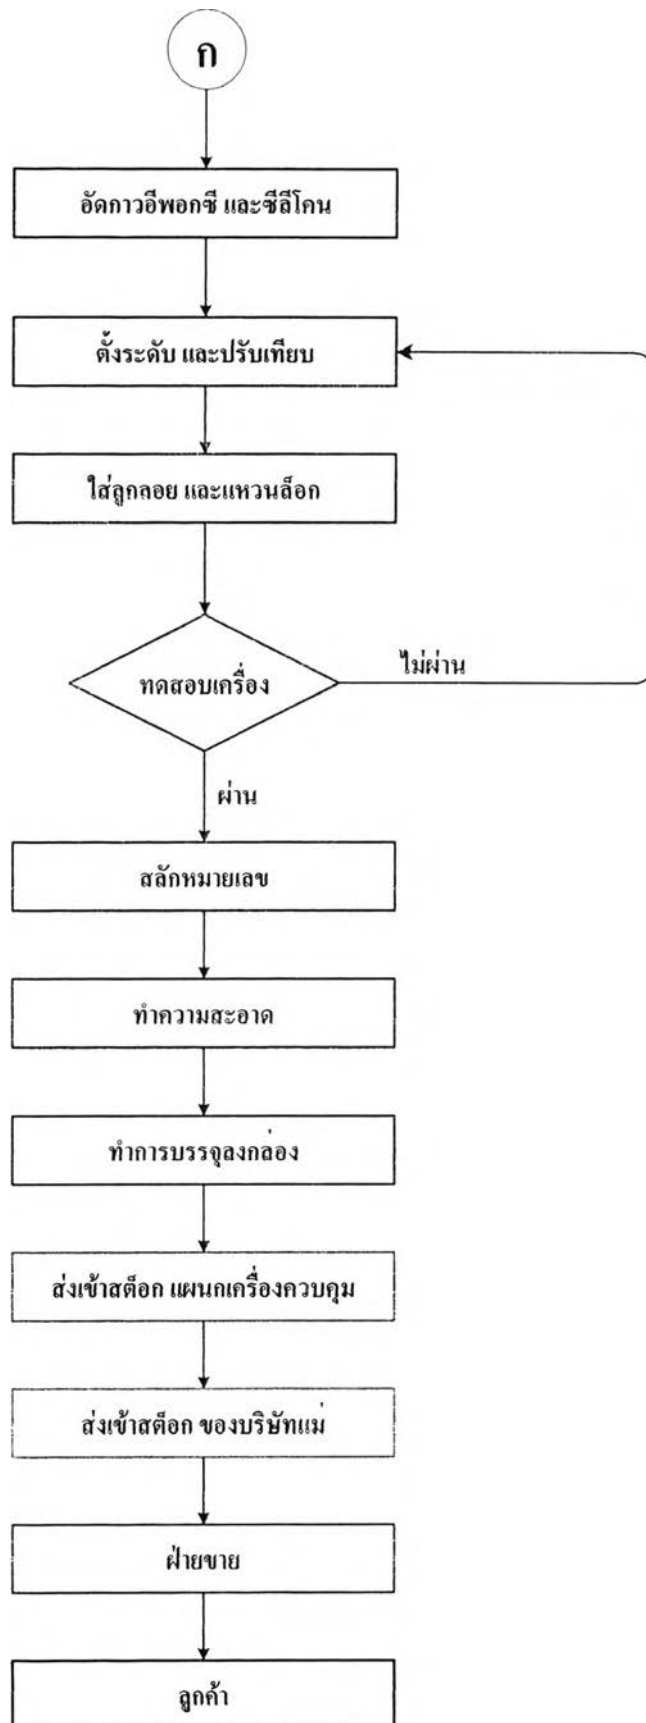 ก
อัดกาวอีพอกซี และซีลีโคน
ตั้งระดับ และปรับเทียบ
ใส่ลูกลอย และแหวนล็อก
ทดสอบเครื่อง
ไม่ผ่าน
ผ่าน
สลักหมายเลข
ทำความสะอาด
ทำการบรรจุลงกล่อง
ส่งเข้าสต็อก แผนกเครื่องควบคุม
ส่งเข้าสต็อก ของบริษัทแม่
ฝ่ายขาย
ลูกค้า